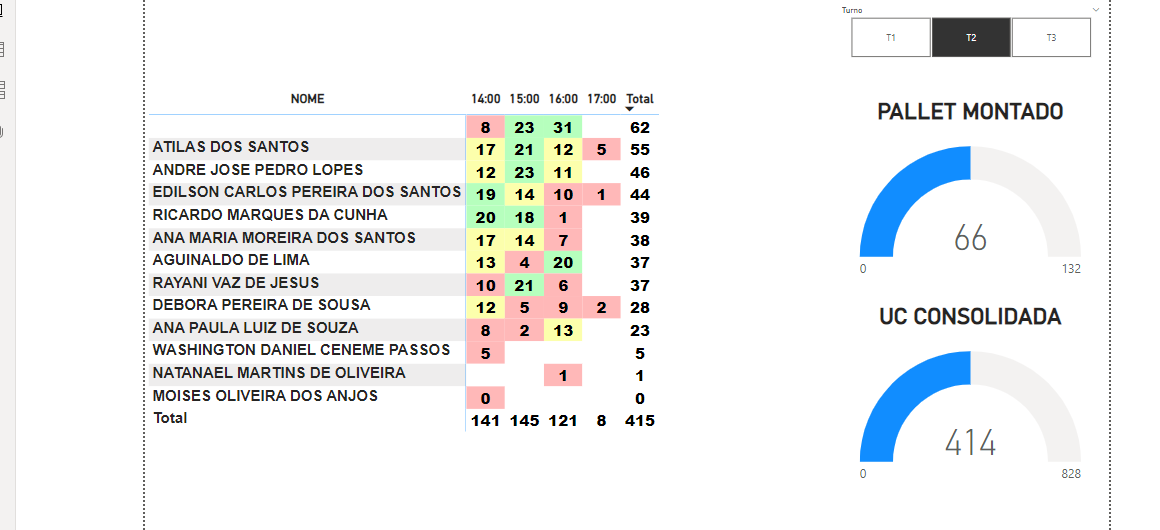 Turno
T1 T2 T3
NOME 14:00 15:00 16:00 17:00 Total
8 23 31 62
ATILAS DOS SANTOS 17 21 12 5 55
ANDRE JOSE PEDRO LOPES 12 23 11 46
EDILSON CARLOS PEREIRA DOS SANTOS 19 14 10 1 44
RICARDO MARQUES DA CUNHA 20 18 1 39
ANA MARIA MOREIRA DOS SANTOS 17 14 7 38
AGUINALDO DE LIMA 13 4 20 37
RAYANI VAZ DE JESUS 10 21 6 37
DEBORA PEREIRA DE SOUSA 12 5 9 2 28
ANA PAULA LUIZ DE SOUZA 8 2 13 23
WASHINGTON DANIEL CENEME PASSOS 5 5
NATANAEL MARTINS DE OLIVEIRA 1 1
MOISES OLIVEIRA DOS ANJOS 0 0
Total 141 145 121 8 415
PALLET MONTADO
66
0 132
UC CONSOLIDADA
414
0 828